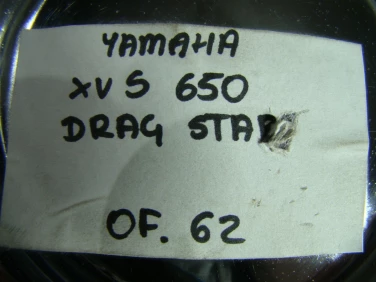 YAMAHA
XVS 650
DRAG STAR
OF. 62